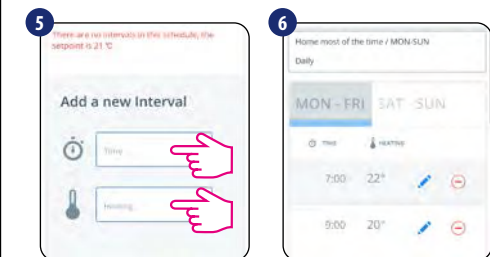 5
There are no intervals in this schedule, the
setpoint is 21 °C
Add a new Interval
Time
Heating
6
Home most of the time / MON-SUN
Daily
MON - FRI SAT - SUN
TIME HEATING
7:00 22°
9:00 20°